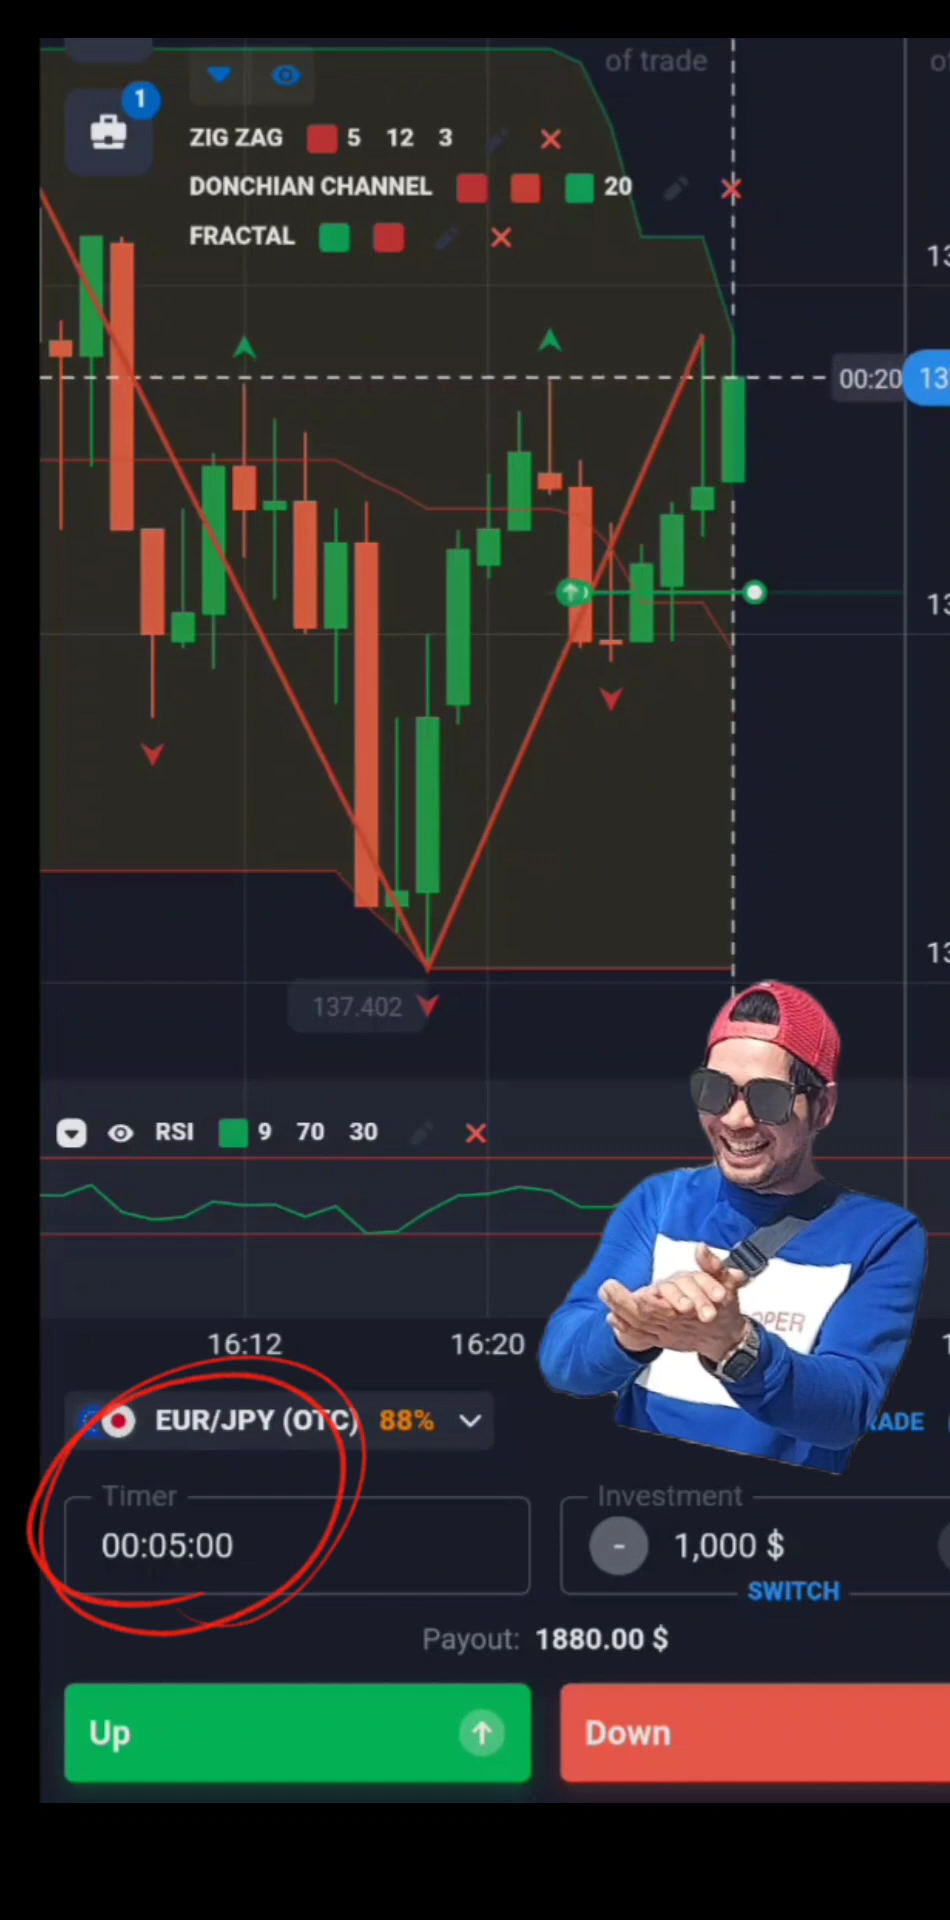 of trade
1
ZIG ZAG 5 12 3
DONCHIAN CHANNEL 20
FRACTAL
00:20
137.402
RSI 9 70 30
16:12 16:20
EUR/JPY (OTC) 88%
Timer
00:05:00
Investment
- 1,000 $
SWITCH
Payout: 1880.00 $
Up
Down